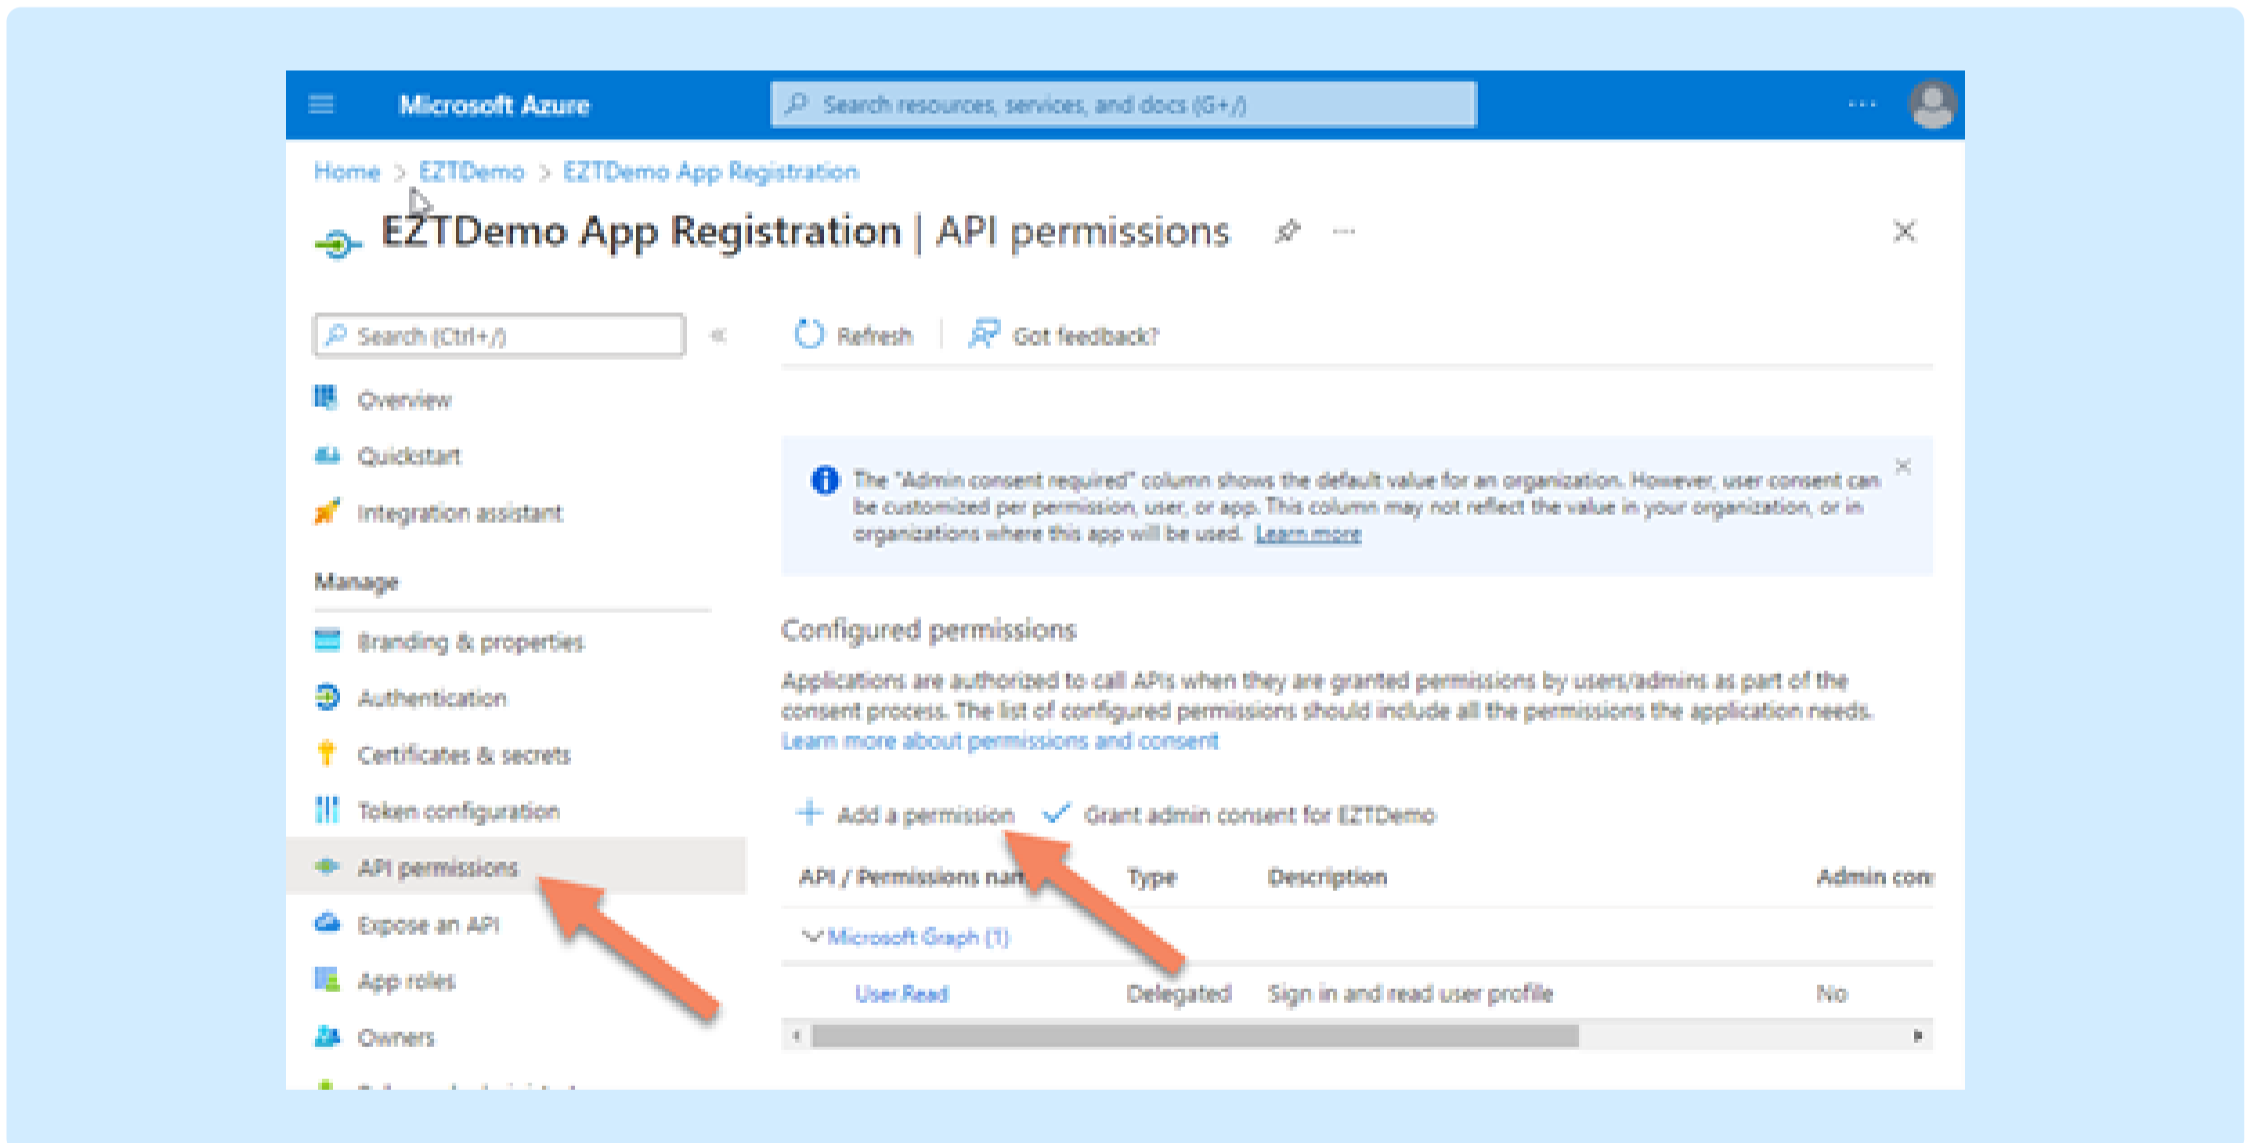 Microsoft Azure
Search resources, services, and docs (G+/)
Home > EZTDemo > EZTDemo App Registration
EZTDemo App Registration | API permissions
Search (Ctrl+/)
Overview
Quickstart
Integration assistant
Manage
Branding & properties
Authentication
Certificates & secrets
Token configuration
API permissions
Expose an API
App roles
Owners
Refresh
Got feedback?
The "Admin consent required" column shows the default value for an organization. However, user consent can
be customized per permission, user, or app. This column may not reflect the value in your organization, or in
organizations where this app will be used. Learn more
Configured permissions
Applications are authorized to call APIs when they are granted permissions by users/admins as part of the
consent process. The list of configured permissions should include all the permissions the application needs.
Learn more about permissions and consent
Add a permission
Grant admin consent for EZTDemo
API / Permissions Type Description Admin
Microsoft Graph (1)
User.Read Delegated Sign in and read user profile No